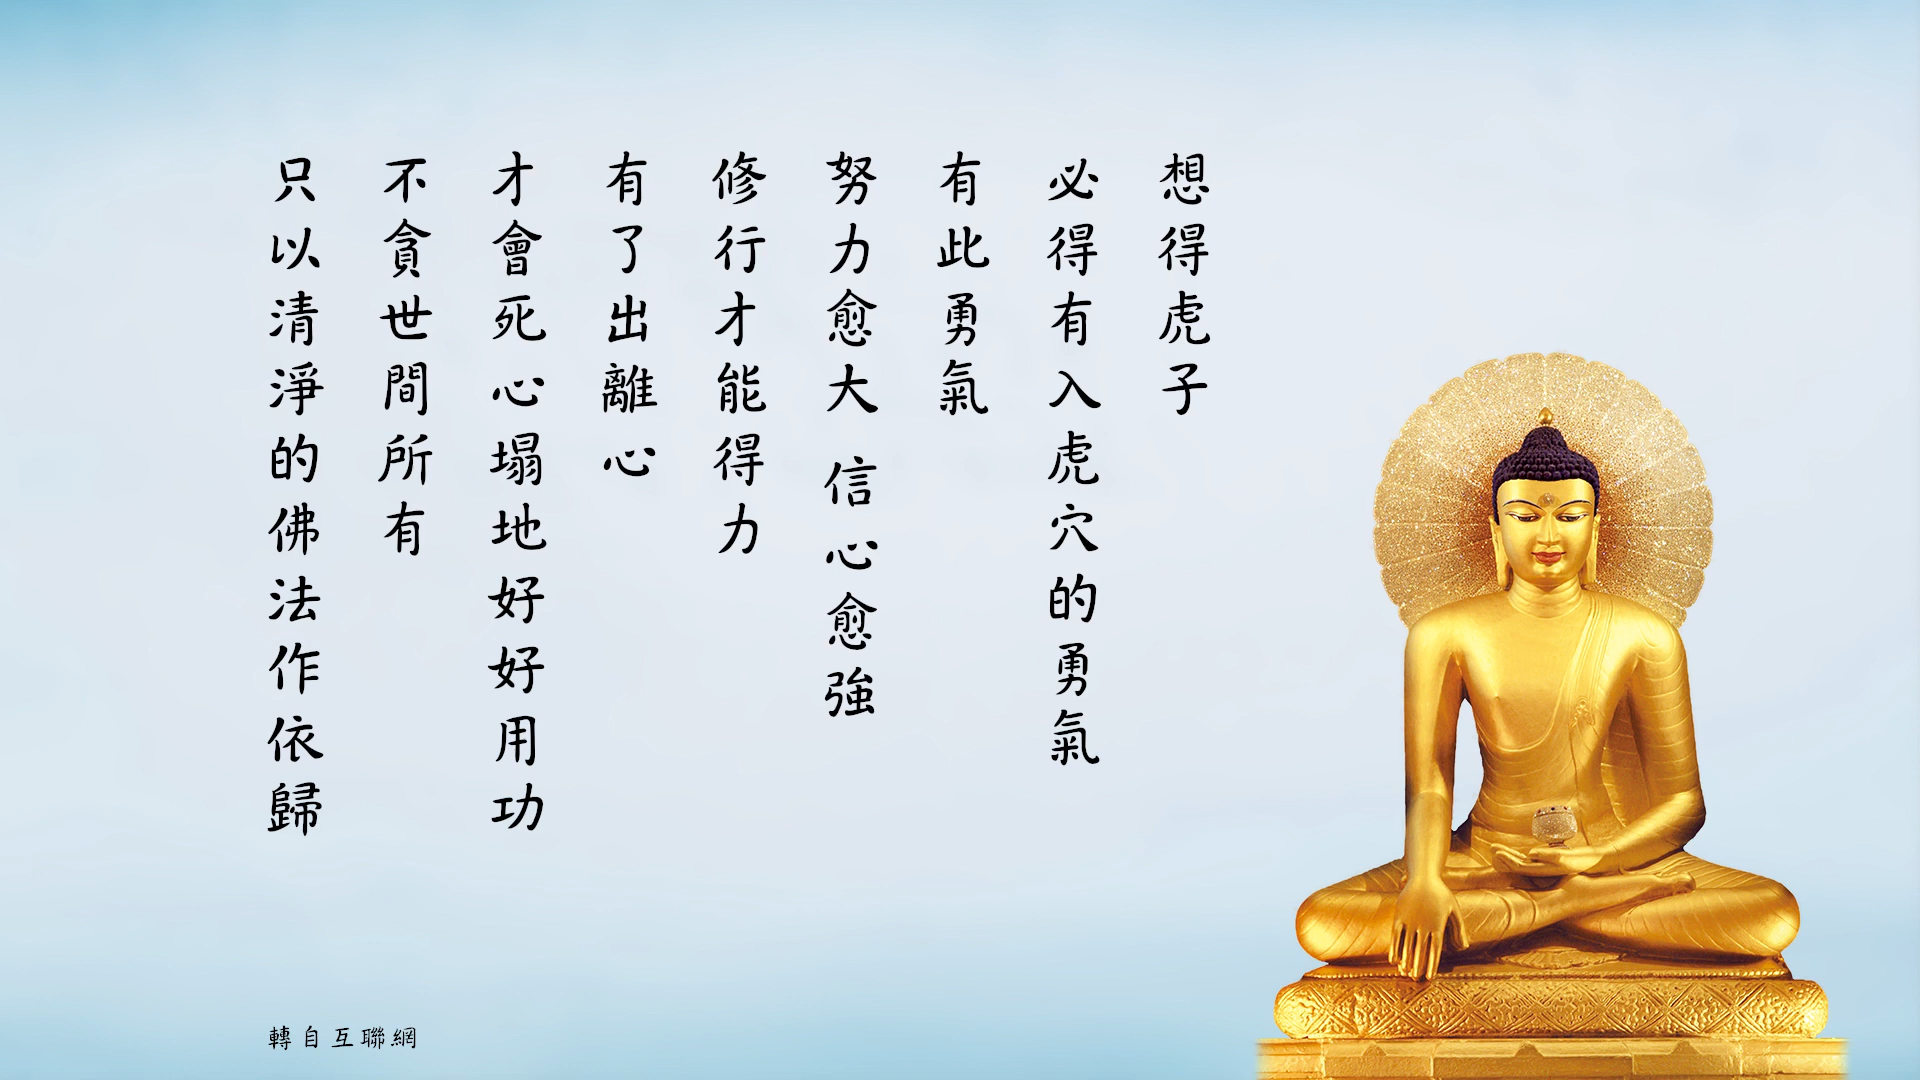 想得虎子
必得有入虎穴的勇氣
有此勇氣
努力愈大 信心愈強
修行才能得力
有了出離心
才會死心塌地好好用功
不貪世間所有
只以清淨的佛法作依歸
轉自互聯網